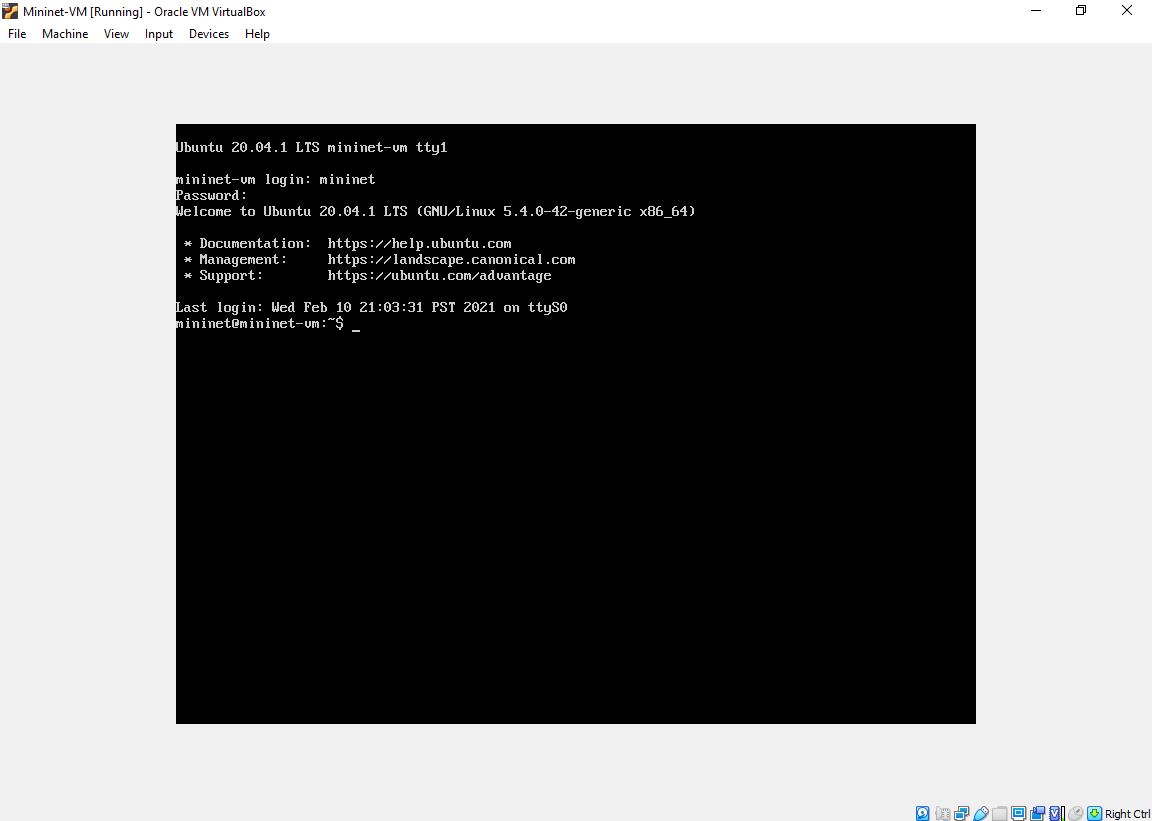 Mininet-VM [Running] - Oracle VM VirtualBox
File Machine View Input Devices Help
Ubuntu 20.04.1 LTS mininet-vm tty1
mininet-vm login: mininet
Password:
Welcome to Ubuntu 20.04.1 LTS (GNU/Linux 5.4.0-42-generic x86_64)
* Documentation: https://help.ubuntu.com
* Management: https://landscape.canonical.com
* Support: https://ubuntu.com/advantage
Last login: Wed Feb 10 21:03:31 PST 2021 on ttyS0
mininet@mininet-vm:~$ _
Right Ctrl